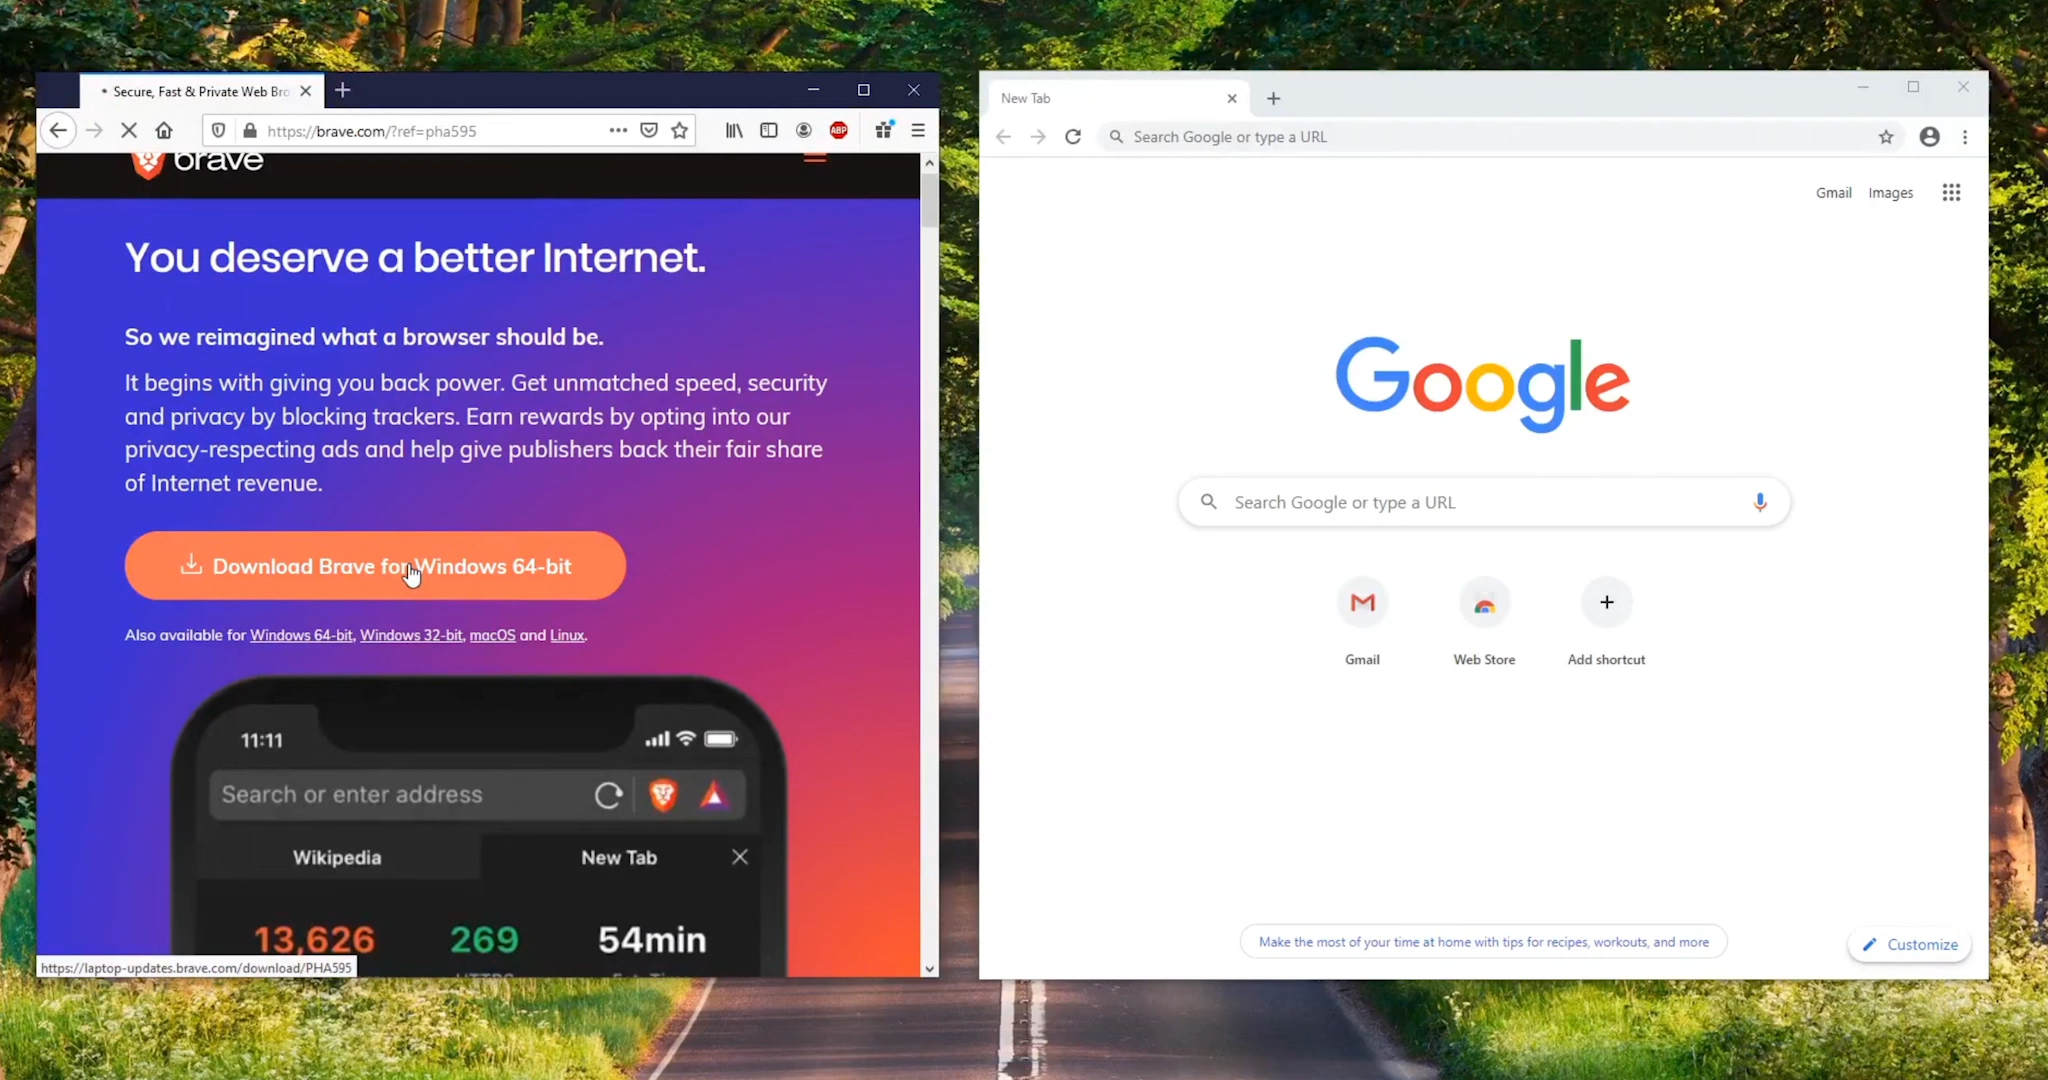 Secure, Fast & Private Web Bro
https://brave.com/?ref=pha595
ABP
brave
You deserve a better Internet.
So we reimagined what a browser should be.
It begins with giving you back power. Get unmatched speed, security
and privacy by blocking trackers. Earn rewards by opting into our
privacy-respecting ads and help give publishers back their fair share
of Internet revenue.
Download Brave for Windows 64-bit
Also available for Windows 64-bit, Windows 32-bit, macOS and Linux.
11:11
Search or enter address
Wikipedia
New Tab
13,626
269
54min
https://laptop-updates.brave.com/download/PHA595
New Tab
Search Google or type a URL
Gmail
Images
Google
Search Google or type a URL
Gmail
Web Store
Add shortcut
Make the most of your time at home with tips for recipes, workouts, and more
Customize